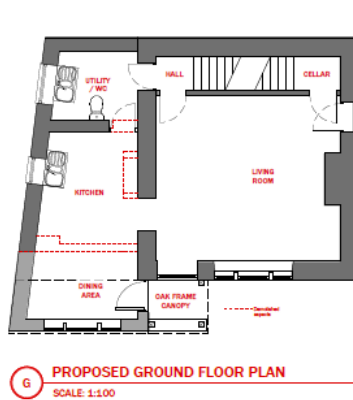 UTILITY
/ WC
HALL
CELLAR
LIVING
ROOM
KITCHEN
DINING
AREA
OAK FRAME
CANOPY
Demolished
aspects
G
PROPOSED GROUND FLOOR PLAN
SCALE: 1:100